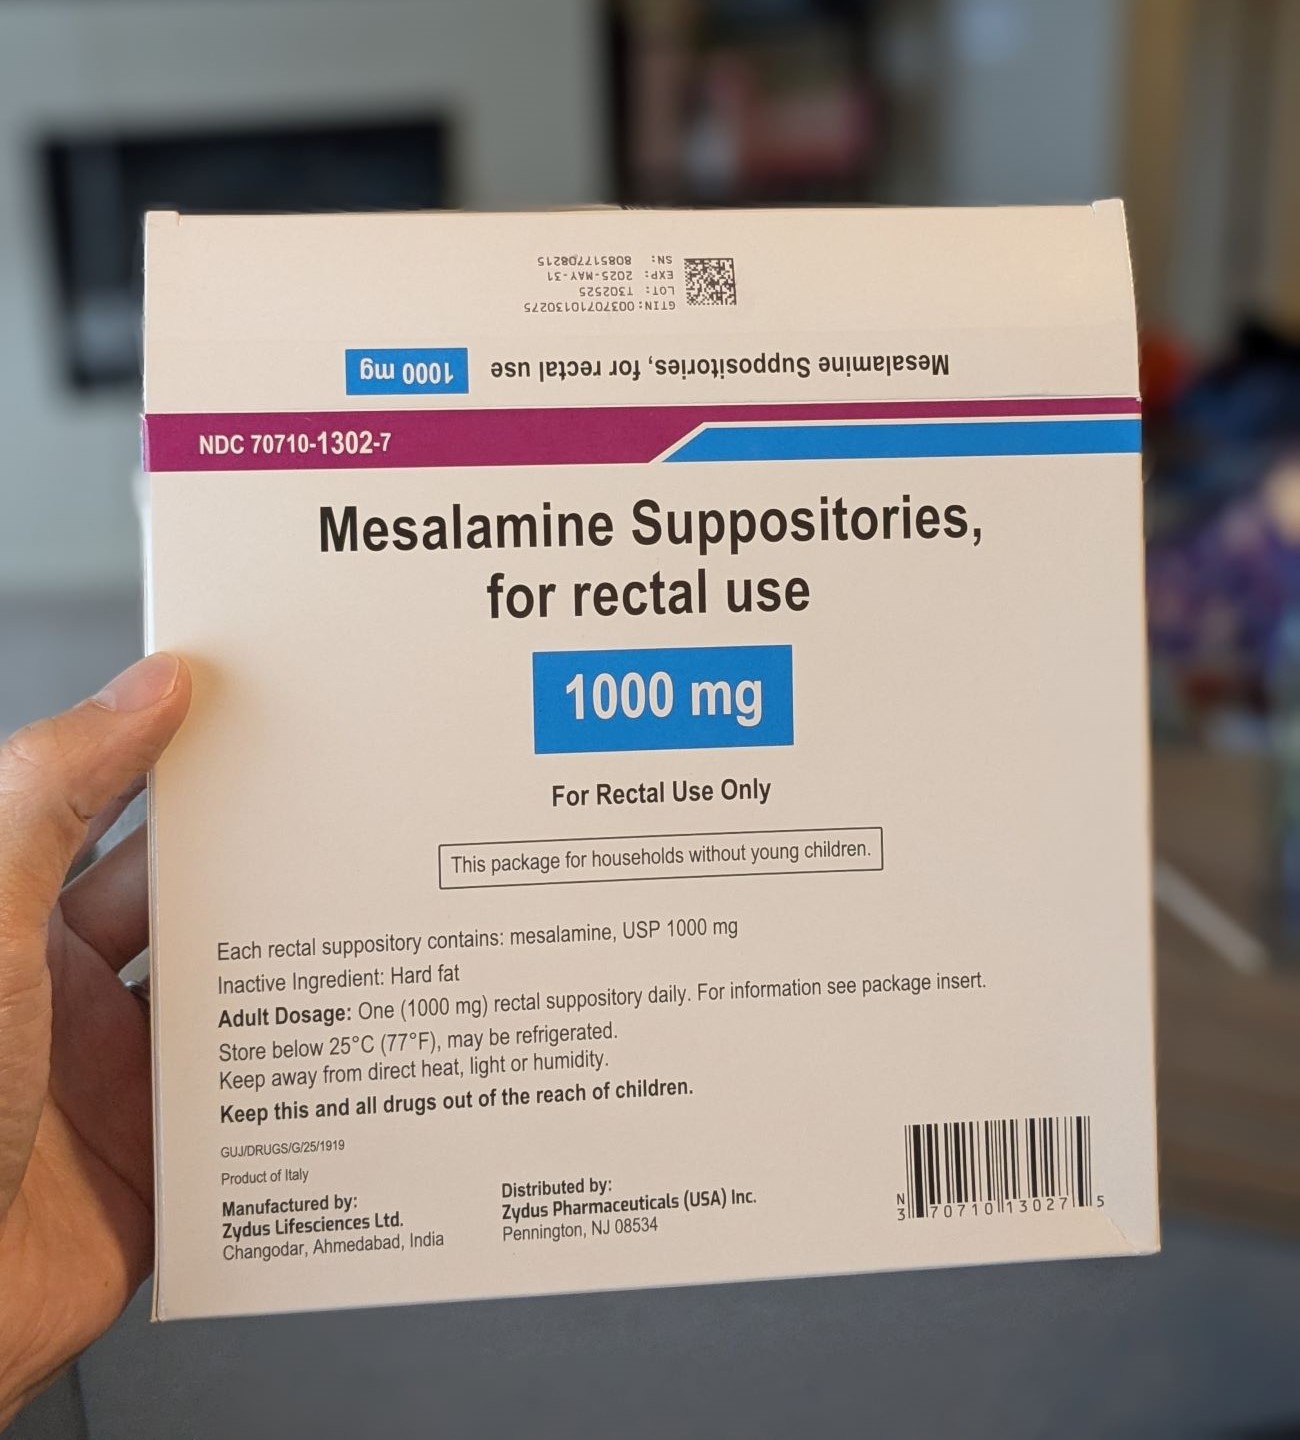 SN: 808517708215
EXP: 2025-MAY-31
LOT: T302525
GTIN: 00370710130275
Mesalamine Suppositories, for rectal use 1000 mg
NDC 70710-1302-7
Mesalamine Suppositories,
for rectal use
1000 mg
For Rectal Use Only
This package for households without young children.
Each rectal suppository contains: mesalamine, USP 1000 mg
Inactive Ingredient: Hard fat
Adult Dosage: One (1000 mg) rectal suppository daily. For information see package insert.
Store below 25°C (77°F), may be refrigerated.
Keep away from direct heat, light or humidity.
Keep this and all drugs out of the reach of children.
GUJ/DRUGS/G/25/1919
Product of Italy
Manufactured by:
Zydus Lifesciences Ltd.
Changodar, Ahmedabad, India
Distributed by:
Zydus Pharmaceuticals (USA) Inc.
Pennington, NJ 08534
N
3 70710 13027 5